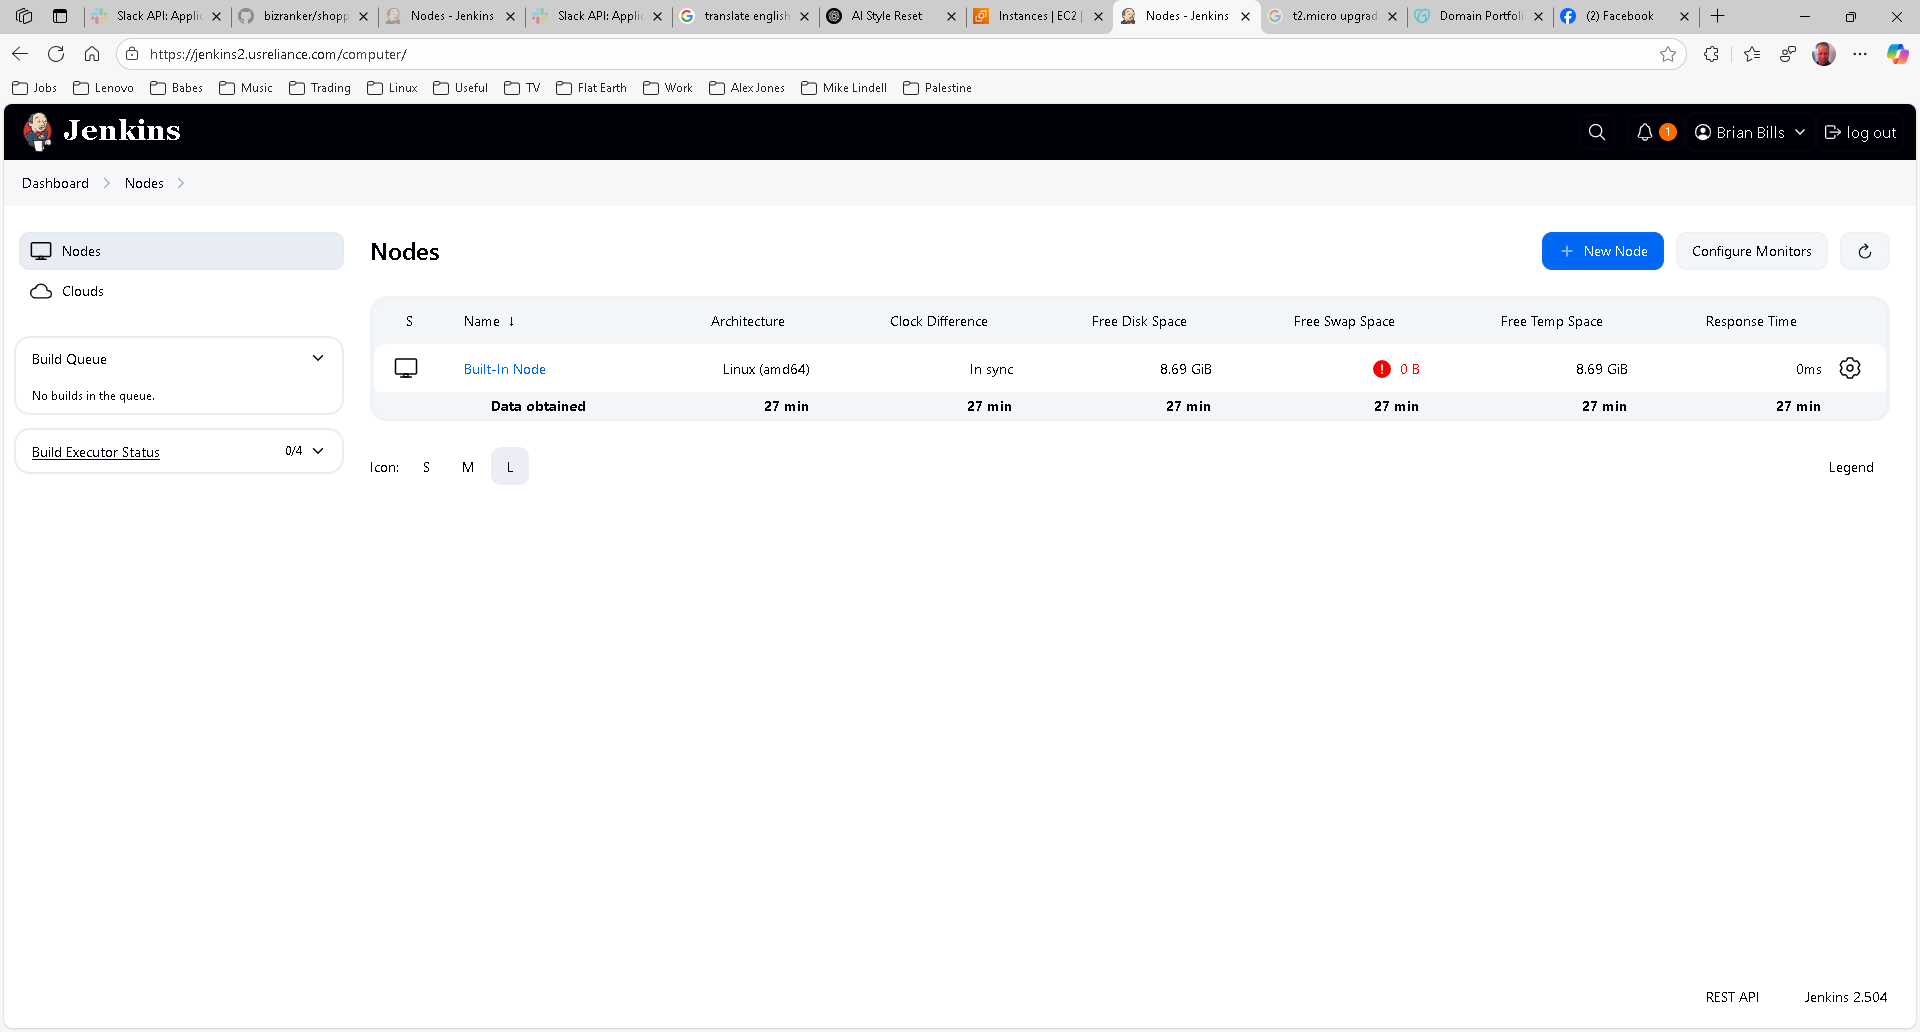 Slack API: Applic
bizranker/shopp
Nodes - Jenkins
Slack API: Applic
translate english
AI Style Reset
Instances | EC2 |
Nodes - Jenkins
t2.micro upgrad
Domain Portfoli
(2) Facebook
https://jenkins2.usreliance.com/computer/
Jobs
Lenovo
Babes
Music
Trading
Linux
Useful
TV
Flat Earth
Work
Alex Jones
Mike Lindell
Palestine
Jenkins
1
Brian Bills
log out
Dashboard
Nodes
Nodes
Clouds
Build Queue
No builds in the queue.
Build Executor Status
0/4
Nodes
New Node
Configure Monitors
S
Name ↓
Architecture
Clock Difference
Free Disk Space
Free Swap Space
Free Temp Space
Response Time
Built-In Node
Linux (amd64)
In sync
8.69 GiB
0 B
8.69 GiB
0ms
Data obtained
27 min
27 min
27 min
27 min
27 min
27 min
Icon:
S
M
L
Legend
REST API
Jenkins 2.504